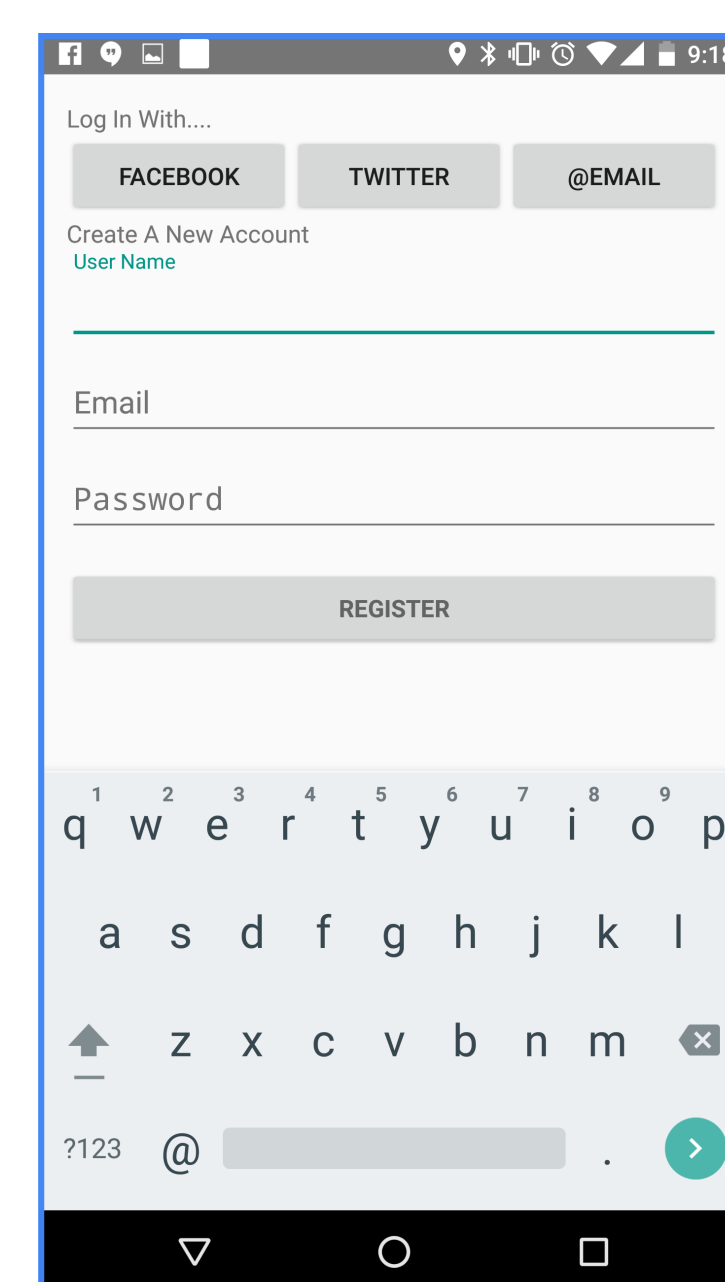 9:18
Log In With....
FACEBOOK TWITTER @EMAIL
Create A New Account
User Name
Email
Password
REGISTER
1 2 3 4 5 6 7 8 9
q w e r t y u i o p
a s d f g h j k l
z x c v b n m
?123 @ .